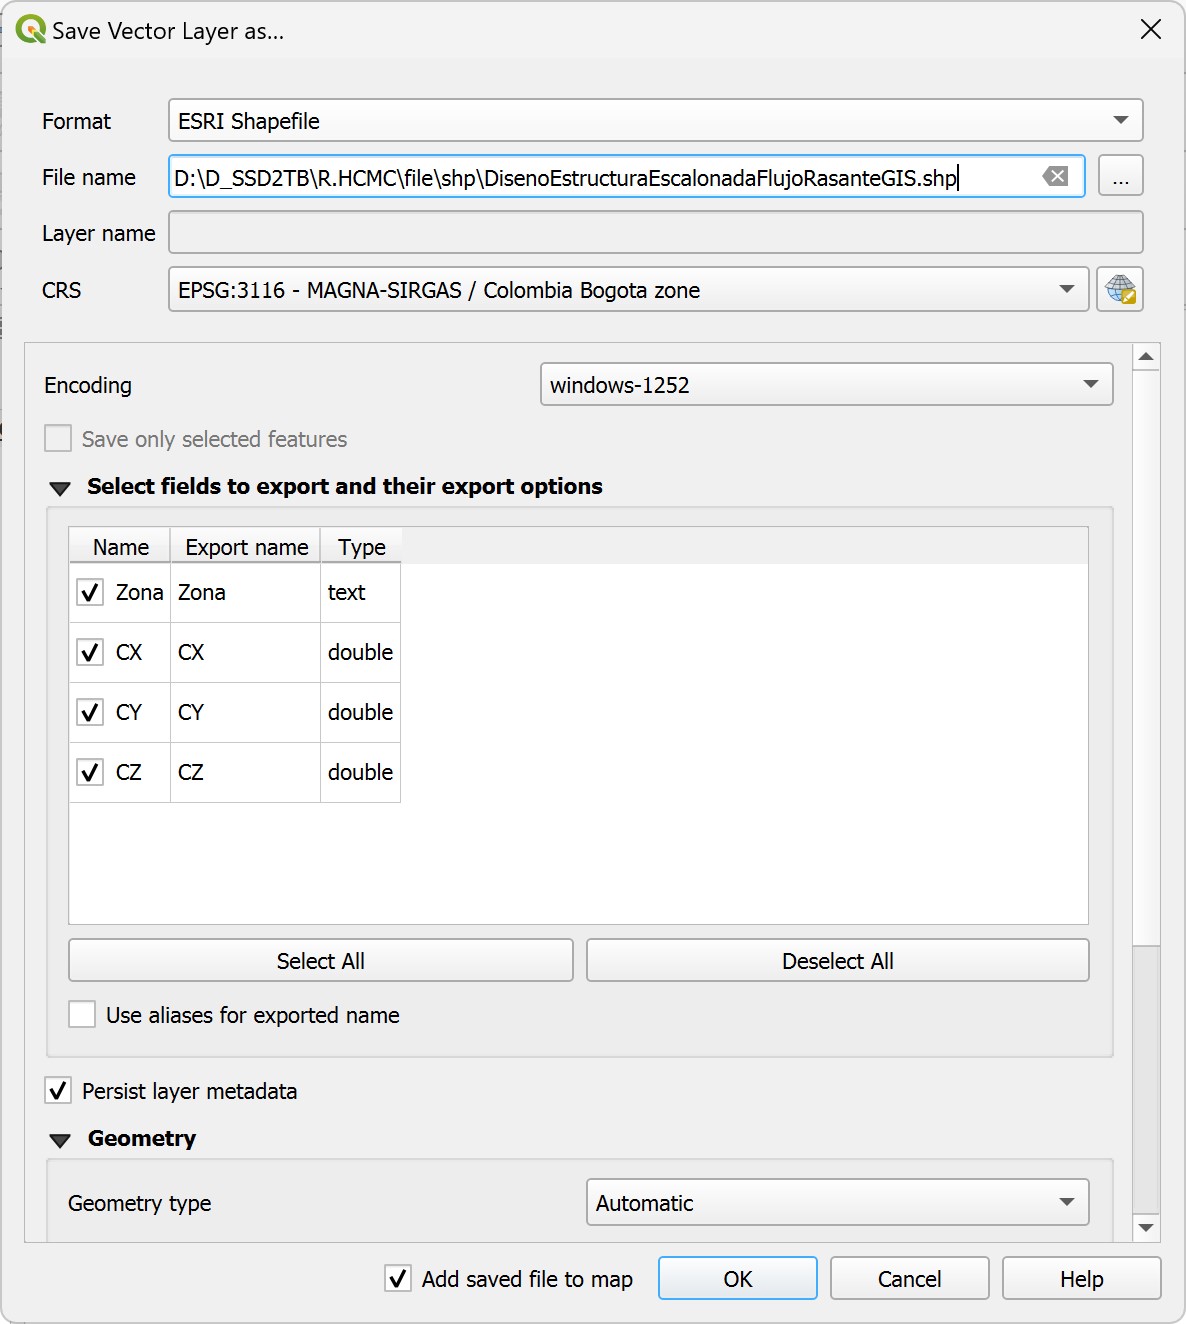 Save Vector Layer as...
Format ESRI Shapefile
File name D:\D_SSD2TB\R.HCMC\file\shp\DisenoEstructuraEscalonadaFlujoRasanteGIS.shp ...
Layer name
CRS EPSG:3116 - MAGNA-SIRGAS / Colombia Bogota zone
Encoding windows-1252
Save only selected features
Select fields to export and their export options
Name Export name Type
Zona Zona text
CX CX double
CY CY double
CZ CZ double
Select All Deselect All
Use aliases for exported name
Persist layer metadata
Geometry
Geometry type Automatic
Add saved file to map OK Cancel Help